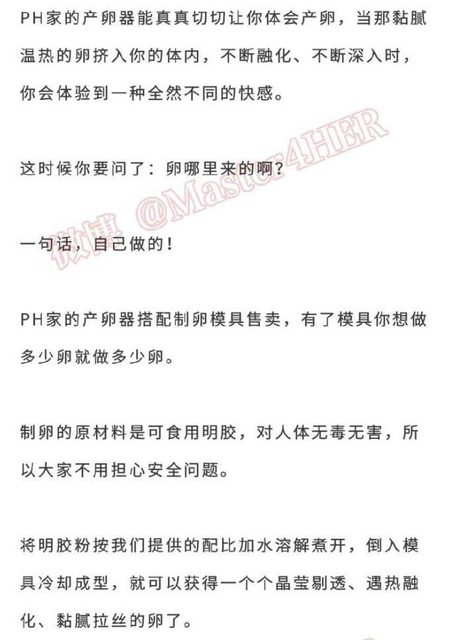 PH家的产卵器能真真切切让你体会产卵，当那黏腻
温热的卵挤入你的体内，不断融化、不断深入时，
你会体验到一种全然不同的快感。
这时候你要问了：卵哪里来的啊？
微博 @Master4HER
一句话，自己做的！
PH家的产卵器搭配制卵模具售卖，有了模具你想做
多少卵就做多少卵。
制卵的原材料是可食用明胶，对人体无毒无害，所
以大家不用担心安全问题。
将明胶粉按我们提供的配比加水溶解煮开，倒入模
具冷却成型，就可以获得一个个晶莹剔透、遇热融
化、黏腻拉丝的卵了。